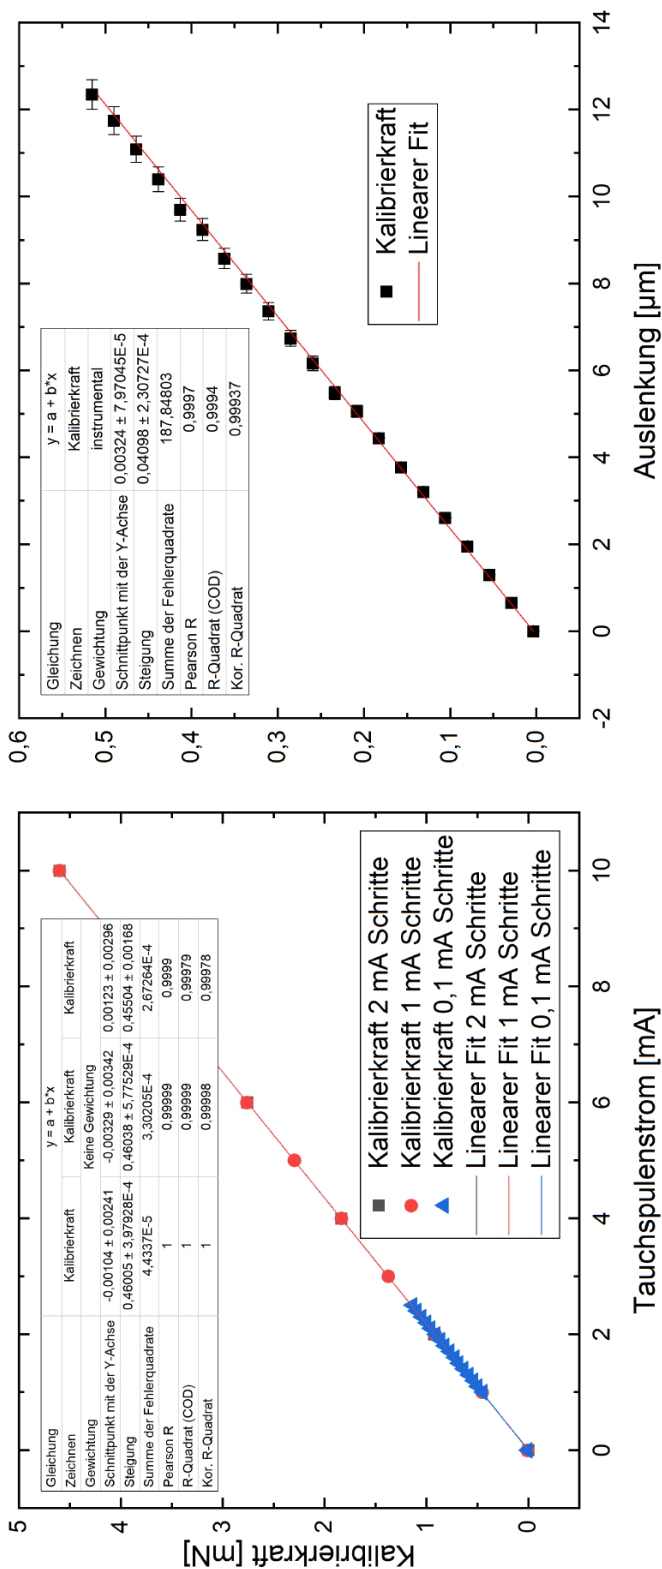 5
4
3
2
1
0
Kalibrierkraft [mN]
0 2 4 6 8 10
Tauchspulenstrom [mA]
Gleichung y = a + b*x
Zeichnen Kalibrierkraft Kalibrierkraft Kalibrierkraft
Gewichtung Keine Gewichtung
Schnittpunkt mit der Y-Achse -0,00104 ± 0,00241 -0,00329 ± 0,00342 0,00123 ± 0,00296
Steigung 0,46005 ± 3,97928E-4 0,46038 ± 5,77529E-4 0,45504 ± 0,00168
Summe der Fehlerquadrate 4,4337E-5 3,30205E-4 2,67264E-4
Pearson R 1 0,99999 0,9999
R-Quadrat (COD) 1 0,99999 0,99979
Kor. R-Quadrat 1 0,99998 0,99978
Kalibrierkraft 2 mA Schritte
Kalibrierkraft 1 mA Schritte
Kalibrierkraft 0,1 mA Schritte
Linearer Fit 2 mA Schritte
Linearer Fit 1 mA Schritte
Linearer Fit 0,1 mA Schritte
0,6
0,5
0,4
0,3
0,2
0,1
0,0
-2 0 2 4 6 8 10 12 14
Auslenkung [µm]
Gleichung y = a + b*x
Zeichnen Kalibrierkraft
Gewichtung instrumental
Schnittpunkt mit der Y-Achse 0,00324 ± 7,97045E-5
Steigung 0,04098 ± 2,30727E-4
Summe der Fehlerquadrate 187,84803
Pearson R 0,9997
R-Quadrat (COD) 0,9994
Kor. R-Quadrat 0,99937
Kalibrierkraft
Linearer Fit